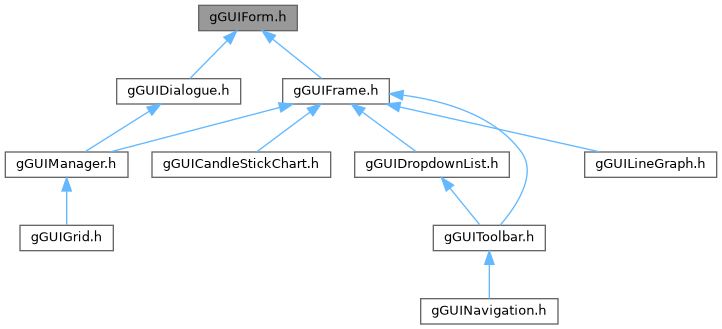 gGUIForm.h
gGUIDialogue.h
gGUIFrame.h
gGUIManager.h
gGUICandleStickChart.h
gGUIDropdownList.h
gGUILineGraph.h
gGUIGrid.h
gGUIToolbar.h
gGUINavigation.h